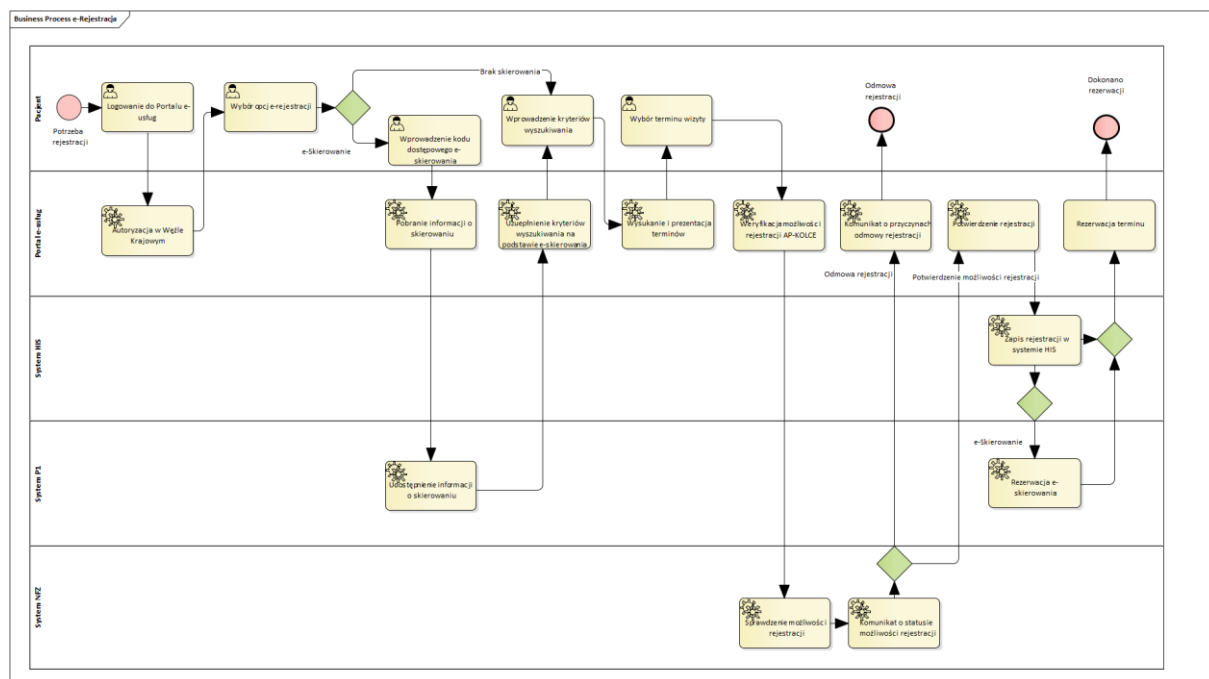 Business Process e-Rejestracja
Pacjent
Potrzeba
rejestracji
Logowanie do Portalu e-
usług
Wybór opcji e-rejestracji
Brak skierowania
e-Skierowanie
Wprowadzenie kodu
dostępowego e-
skierowania
Wprowadzenie kryteriów
wyszukiwania
Wybór terminu wizyty
Odmowa
rejestracji
Dokonano
rezerwacji
Portal e-usług
Autoryzacja w Węźle
Krajowym
Pobranie informacji o
skierowaniu
Uzuepłnienie kryteriów
wyszukiwania na
podstawie e-skierowania
Wysukanie i prezentacja
terminów
Weryfikacja możliwości
rejestracji AP-KOLCE
Komunikat o przyczynach
odmowy rejestracji
Potwierdzenie rejestracji
Rezerwacja terminu
Odmowa rejestracji
Potwierdzenie możliwości rejestracji
System HIS
Zapis rejestracji w
systemie HIS
System P1
e-Skierowanie
Udostępnienie informacji
o skierowaniu
Rezerwacja e-
skierowania
System NFZ
Sprawdzenie możliwości
rejestracji
Komunikat o statusie
możliwości rejestracji